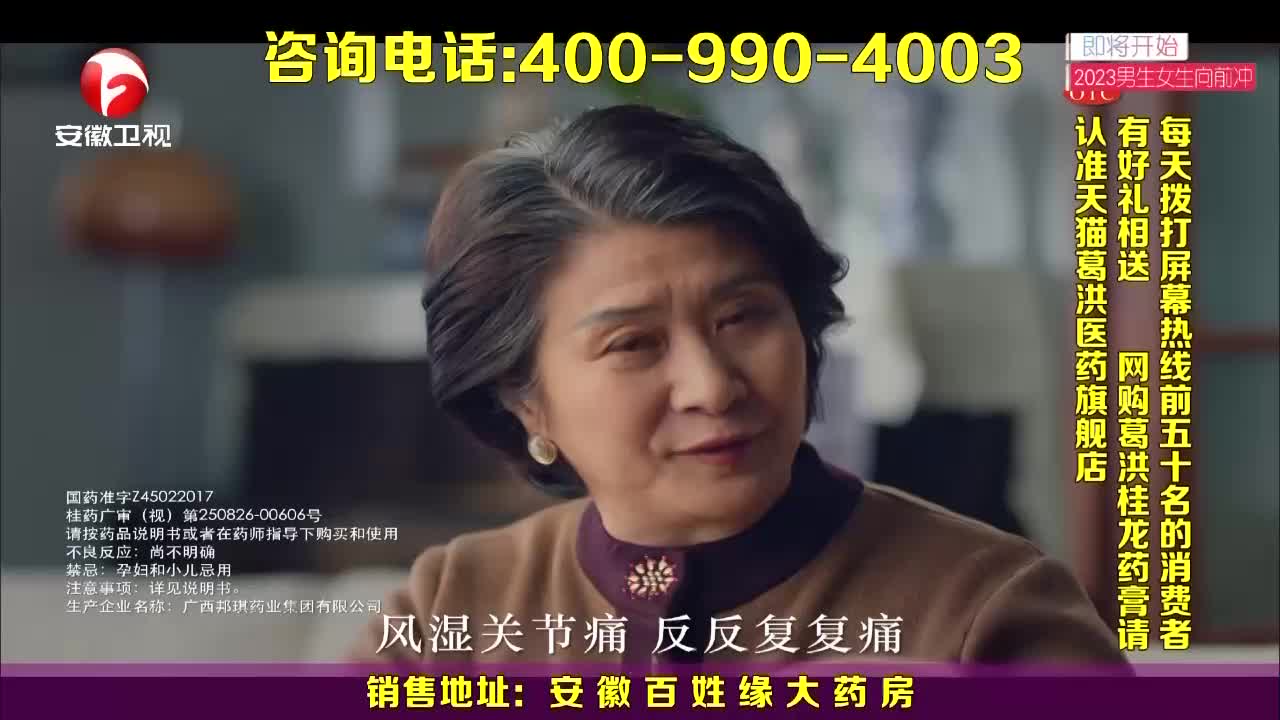 咨询电话:400-990-4003
即将开始
2023男生女生向前冲
OTC
安徽卫视
每天拨打屏幕热线前五十名的消费者
有好礼相送 网购葛洪桂龙药膏请
认准天猫葛洪医药旗舰店
国药准字Z45022017
桂药广审(视)第250826-00606号
请按药品说明书或者在药师指导下购买和使用
不良反应:尚不明确
禁忌:孕妇和小儿忌用
注意事项:详见说明书。
生产企业名称:广西邦琪药业集团有限公司
风湿关节痛 反反复复痛
销售地址:安徽百姓缘大药房